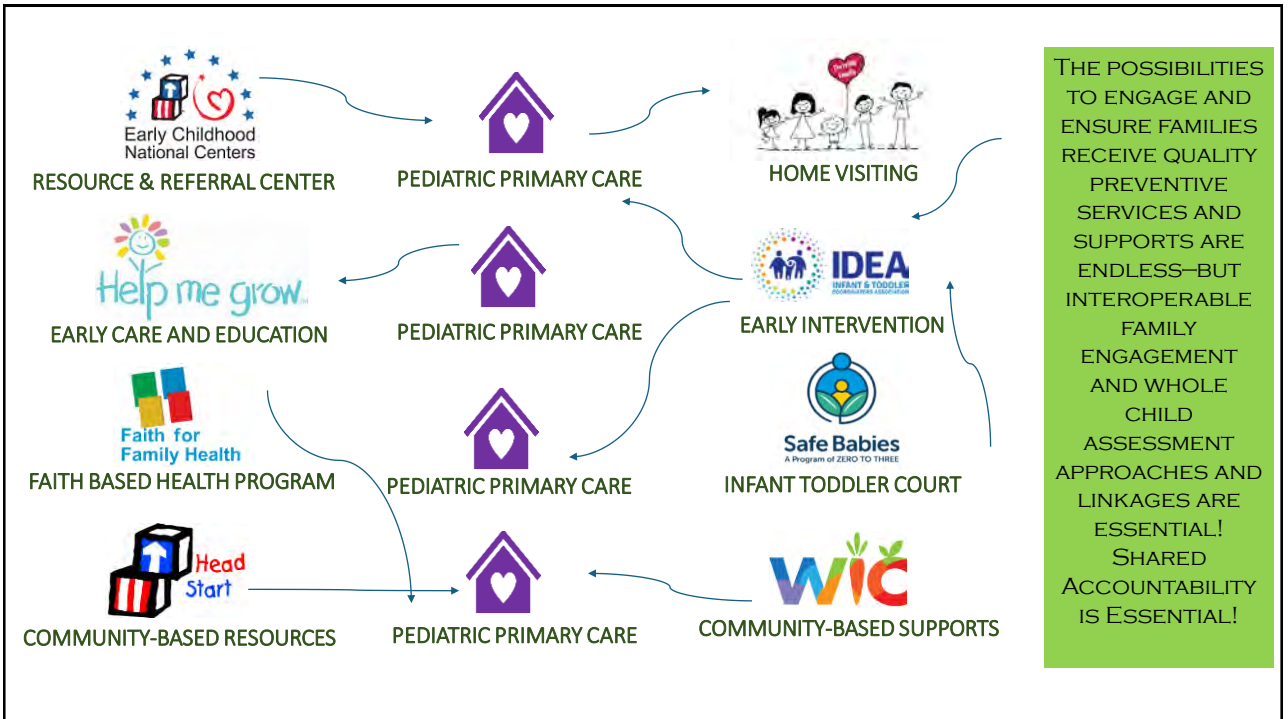 Early Childhood
National Centers
RESOURCE & REFERRAL CENTER
PEDIATRIC PRIMARY CARE
HOME VISITING
Help me grow
EARLY CARE AND EDUCATION
PEDIATRIC PRIMARY CARE
IDEA
INFANT & TODDLER
COORDINATORS ASSOCIATION
EARLY INTERVENTION
Faith for
Family Health
FAITH BASED HEALTH PROGRAM
PEDIATRIC PRIMARY CARE
Safe Babies
A Program of ZERO TO THREE
INFANT TODDLER COURT
Head
Start
COMMUNITY-BASED RESOURCES
PEDIATRIC PRIMARY CARE
WIC
COMMUNITY-BASED SUPPORTS
THE POSSIBILITIES
TO ENGAGE AND
ENSURE FAMILIES
RECEIVE QUALITY
PREVENTIVE
SERVICES AND
SUPPORTS ARE
ENDLESS—BUT
INTEROPERABLE
FAMILY
ENGAGEMENT
AND WHOLE
CHILD
ASSESSMENT
APPROACHES AND
LINKAGES ARE
ESSENTIAL!
SHARED
ACCOUNTABILITY
IS ESSENTIAL!